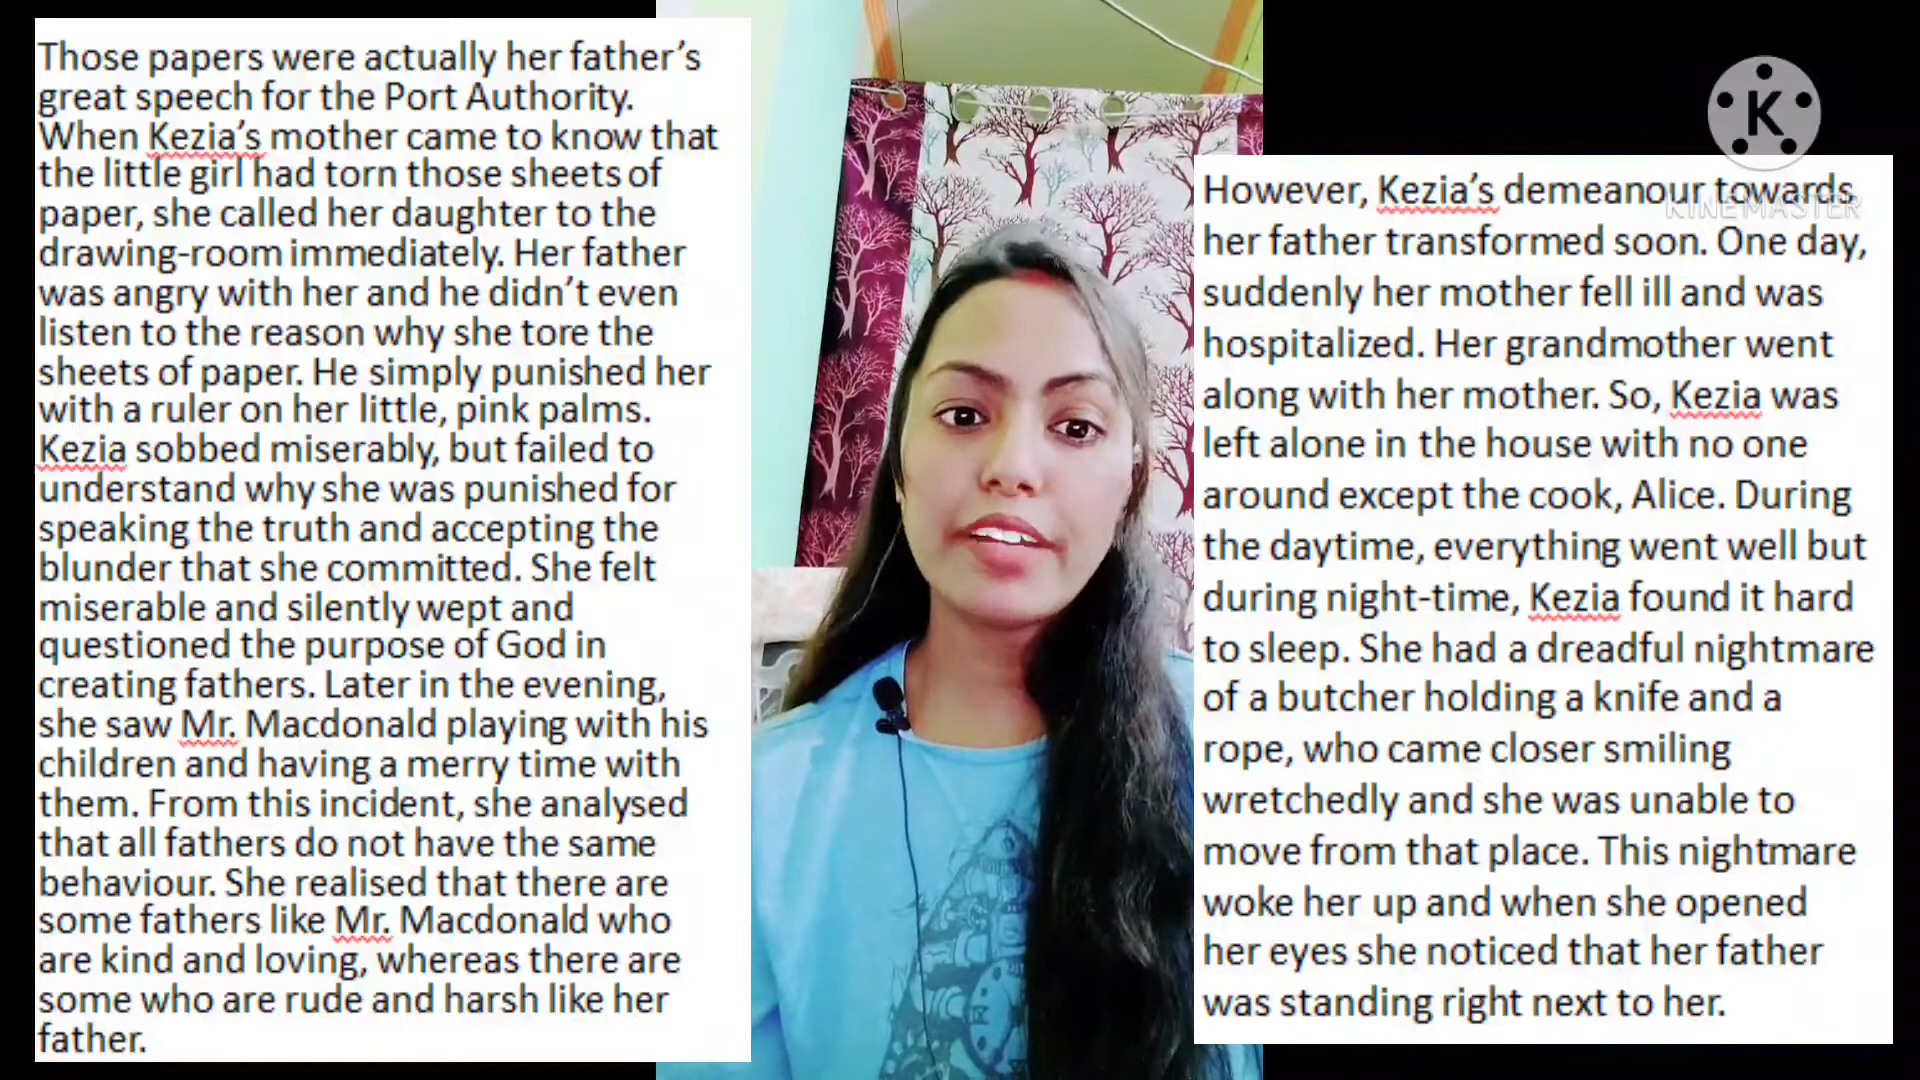 Those papers were actually her father’s
great speech for the Port Authority.
When Kezia’s mother came to know that
the little girl had torn those sheets of
paper, she called her daughter to the
drawing-room immediately. Her father
was angry with her and he didn’t even
listen to the reason why she tore the
sheets of paper. He simply punished her
with a ruler on her little, pink palms.
Kezia sobbed miserably, but failed to
understand why she was punished for
speaking the truth and accepting the
blunder that she committed. She felt
miserable and silently wept and
questioned the purpose of God in
creating fathers. Later in the evening,
she saw Mr. Macdonald playing with his
children and having a merry time with
them. From this incident, she analysed
that all fathers do not have the same
behaviour. She realised that there are
some fathers like Mr. Macdonald who
are kind and loving, whereas there are
some who are rude and harsh like her
father.
K
KINEMASTER
However, Kezia’s demeanour towards
her father transformed soon. One day,
suddenly her mother fell ill and was
hospitalized. Her grandmother went
along with her mother. So, Kezia was
left alone in the house with no one
around except the cook, Alice. During
the daytime, everything went well but
during night-time, Kezia found it hard
to sleep. She had a dreadful nightmare
of a butcher holding a knife and a
rope, who came closer smiling
wretchedly and she was unable to
move from that place. This nightmare
woke her up and when she opened
her eyes she noticed that her father
was standing right next to her.